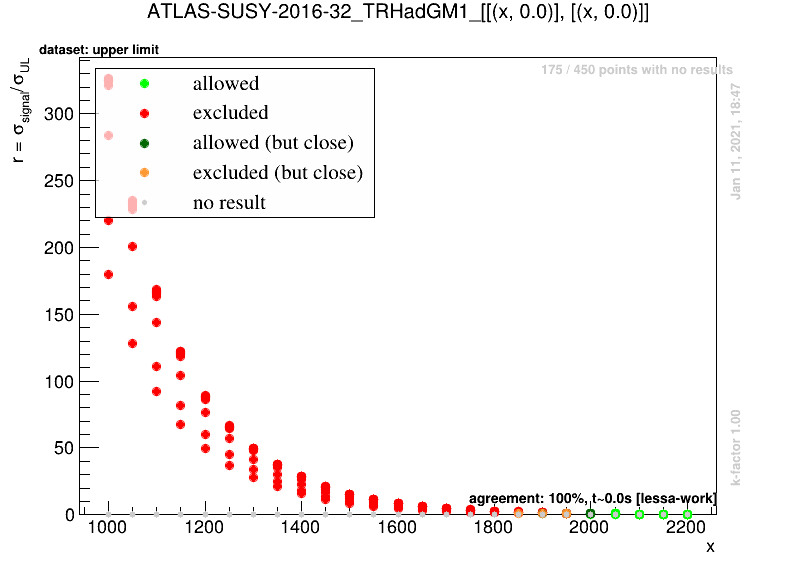 ATLAS-SUSY-2016-32_TRHadGM1_[[(x, 0.0)], [(x, 0.0)]]
dataset: upper limit
175 / 450 points with no results
r = σsignal/σUL
allowed
excluded
allowed (but close)
excluded (but close)
no result
Jan 11, 2021, 18:47
300
250
200
150
100
50
0
k-factor 1.00
agreement: 100%, t~0.0s [lessa-work]
1000 1200 1400 1600 1800 2000 2200
x